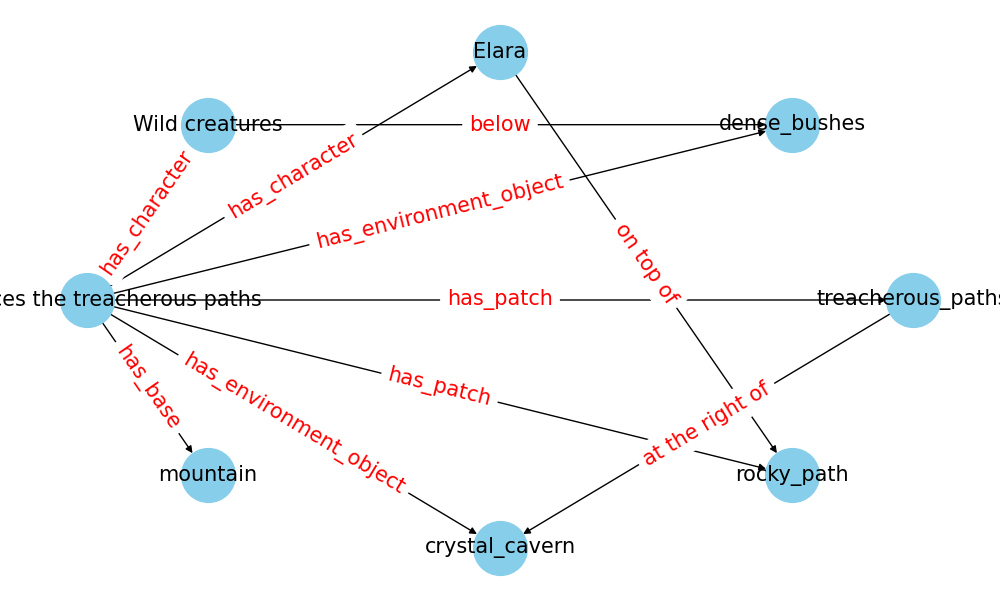 Elara
Wild creatures
below
dense_bushes
has_character
has_character
has_environment_object
on top of
the treacherous paths
has_patch
treacherous_paths
has_base
has_environment_object
has_patch
at the right of
mountain
rocky_path
crystal_cavern